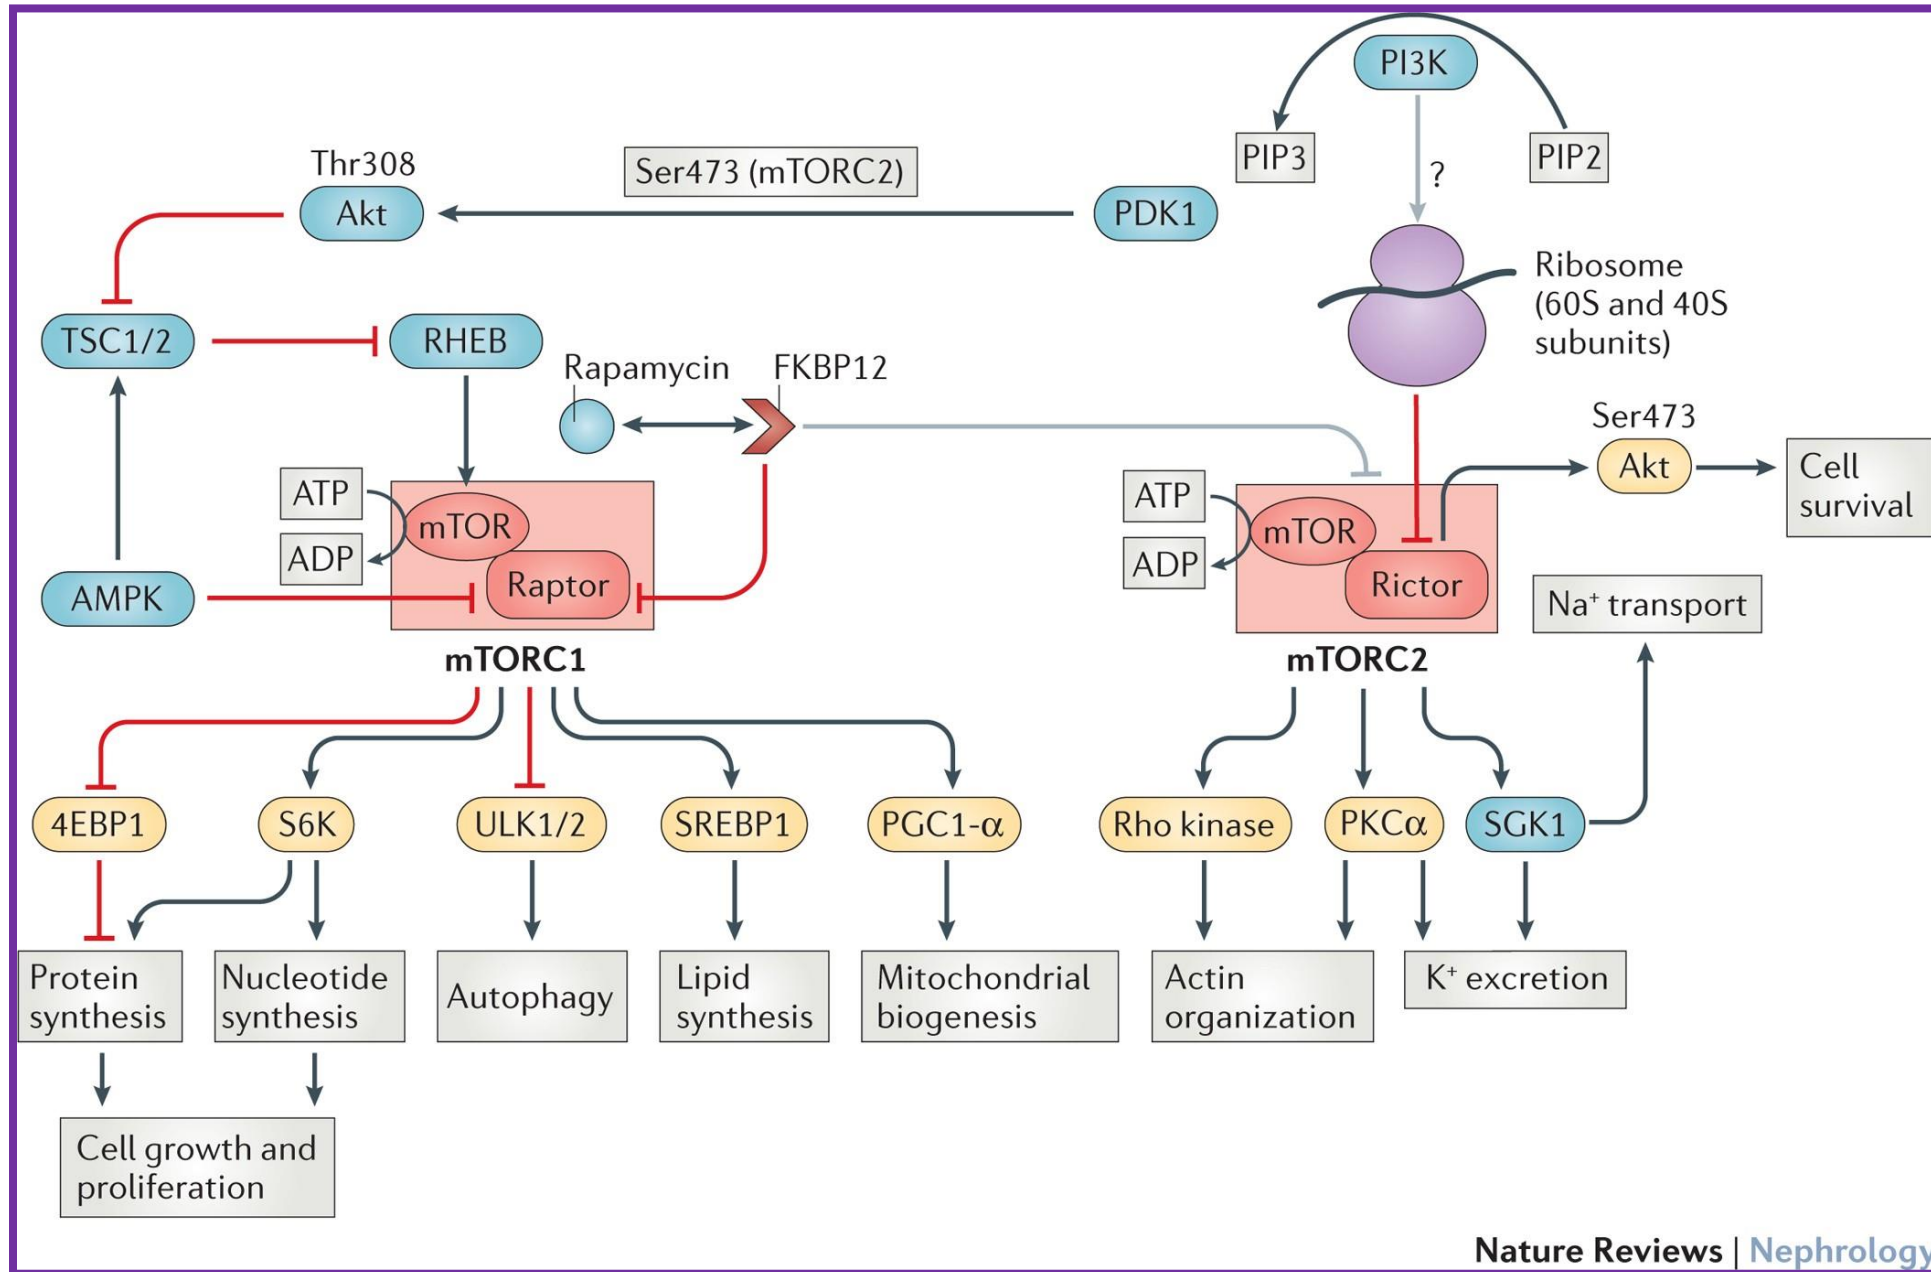 PI3K
PIP3
PIP2
?
Thr308
Ser473 (mTORC2)
Akt
PDK1
Ribosome
(60S and 40S
subunits)
TSC1/2
RHEB
Rapamycin
FKBP12
Ser473
Akt
Cell
survival
ATP
mTOR
ADP
Raptor
AMPK
mTORC1
ATP
mTOR
ADP
Rictor
mTORC2
Na⁺ transport
4EBP1
S6K
ULK1/2
SREBP1
PGC1-α
Rho kinase
PKCα
SGK1
Protein
synthesis
Nucleotide
synthesis
Autophagy
Lipid
synthesis
Mitochondrial
biogenesis
Actin
organization
K⁺ excretion
Cell growth and
proliferation
Nature Reviews | Nephrology